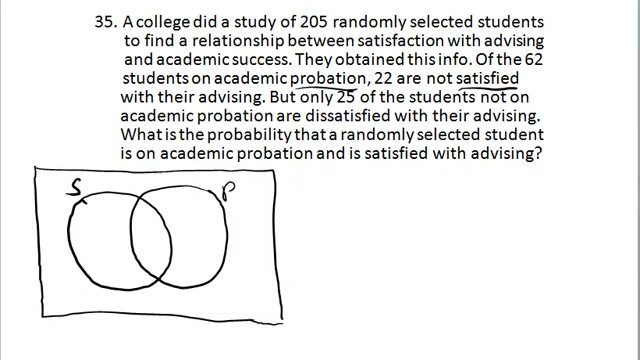 35. A college did a study of 205 randomly selected students
to find a relationship between satisfaction with advising
and academic success. They obtained this info. Of the 62
students on academic probation, 22 are not satisfied
with their advising. But only 25 of the students not on
academic probation are dissatisfied with their advising.
What is the probability that a randomly selected student
is on academic probation and is satisfied with advising?
S P